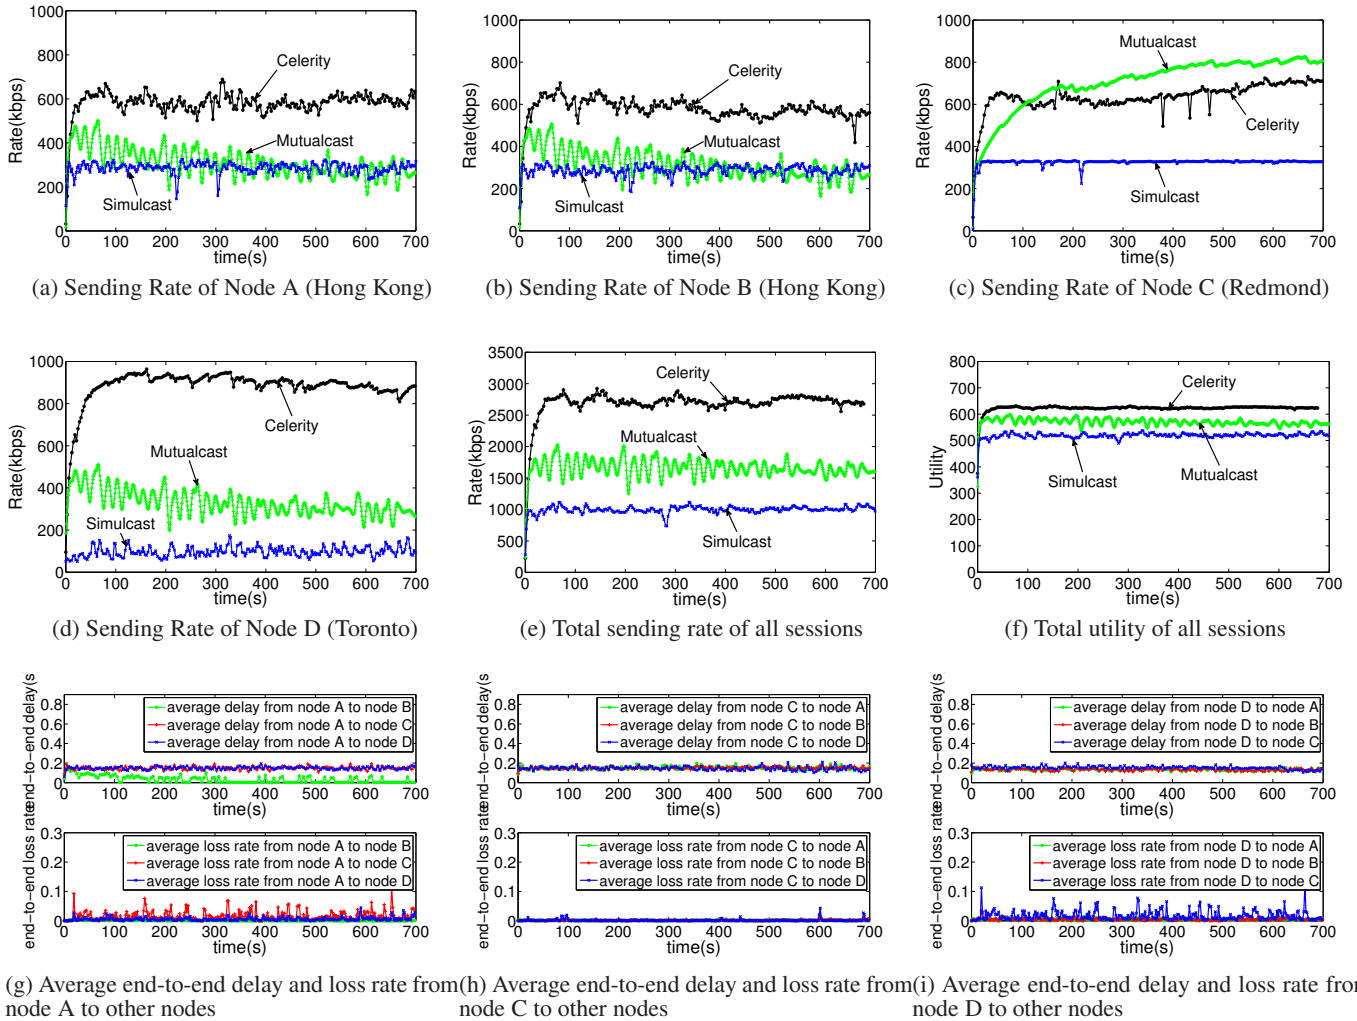 1000
800
600
400
200
0
Rate(kbps)
Celerity
Mutualcast
Simulcast
0 100 200 300 400 500 600 700
time(s)
(a) Sending Rate of Node A (Hong Kong)
1000
800
600
400
200
0
Rate(kbps)
Celerity
Mutualcast
Simulcast
0 100 200 300 400 500 600 700
time(s)
(b) Sending Rate of Node B (Hong Kong)
1000
800
600
400
200
0
Rate(kbps)
Mutualcast
Celerity
Simulcast
0 100 200 300 400 500 600 700
time(s)
(c) Sending Rate of Node C (Redmond)
1000
800
600
400
200
0
Rate(kbps)
Celerity
Mutualcast
Simulcast
0 100 200 300 400 500 600 700
time(s)
(d) Sending Rate of Node D (Toronto)
3500
3000
2500
2000
1500
1000
500
0
Rate(kbps)
Celerity
Mutualcast
Simulcast
0 100 200 300 400 500 600 700
time(s)
(e) Total sending rate of all sessions
800
700
600
500
400
300
200
100
0
Utility
Celerity
Simulcast
Mutualcast
0 100 200 300 400 500 600 700
time(s)
(f) Total utility of all sessions
end-to-end delay(s
0.8
0.6
0.4
0.2
0
average delay from node A to node B
average delay from node A to node C
average delay from node A to node D
0 100 200 300 400 500 600 700
time(s)
end-to-end loss rate
0.3
0.2
0.1
0
average loss rate from node A to node B
average loss rate from node A to node C
average loss rate from node A to node D
0 100 200 300 400 500 600 700
time(s)
(g) Average end-to-end delay and loss rate from
node A to other nodes
end-to-end delay(s
0.8
0.6
0.4
0.2
0
average delay from node C to node A
average delay from node C to node B
average delay from node C to node D
0 100 200 300 400 500 600 700
time(s)
end-to-end loss rate
0.3
0.2
0.1
0
average loss rate from node C to node A
average loss rate from node C to node B
average loss rate from node C to node D
0 100 200 300 400 500 600 700
time(s)
(h) Average end-to-end delay and loss rate from
node C to other nodes
end-to-end delay(s
0.8
0.6
0.4
0.2
0
average delay from node D to node A
average delay from node D to node B
average delay from node D to node C
0 100 200 300 400 500 600 700
time(s)
end-to-end loss rate
0.3
0.2
0.1
0
average loss rate from node D to node A
average loss rate from node D to node B
average loss rate from node D to node C
0 100 200 300 400 500 600 700
time(s)
(i) Average end-to-end delay and loss rate from
node D to other nodes